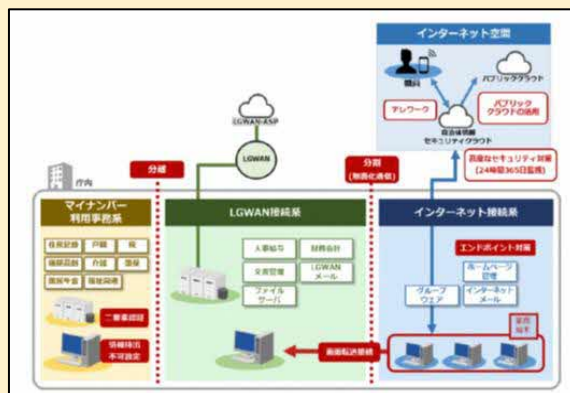 インターネット空間
職員
パブリッククラウド
テレワーク
パブリック
クラウドの活用
自治体情報
セキュリティクラウド
LGWAN-ASP
LGWAN
高度なセキュリティ対策
(24時間365日監視)
庁内
分離
分割
(無害化通信)
マイナンバー
利用事務系
LGWAN接続系
インターネット接続系
住民記録
戸籍
税
後期高齢
介護
国保
国民年金
福祉関連
人事給与
財務会計
文書管理
LGWAN
メール
ファイル
サーバ
エンドポイント対策
ホームページ
管理
グループ
ウェア
インターネット
メール
二要素認証
情報持出
不可設定
画面転送接続
業務
端末